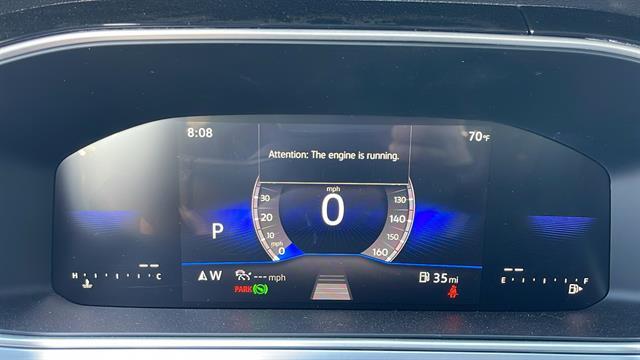 8:08
70°F
Attention: The engine is running.
mph
30 130
20 0 140
P
10 160
mph
0 160
W --- mph 35 mi
H C
E F
PARK